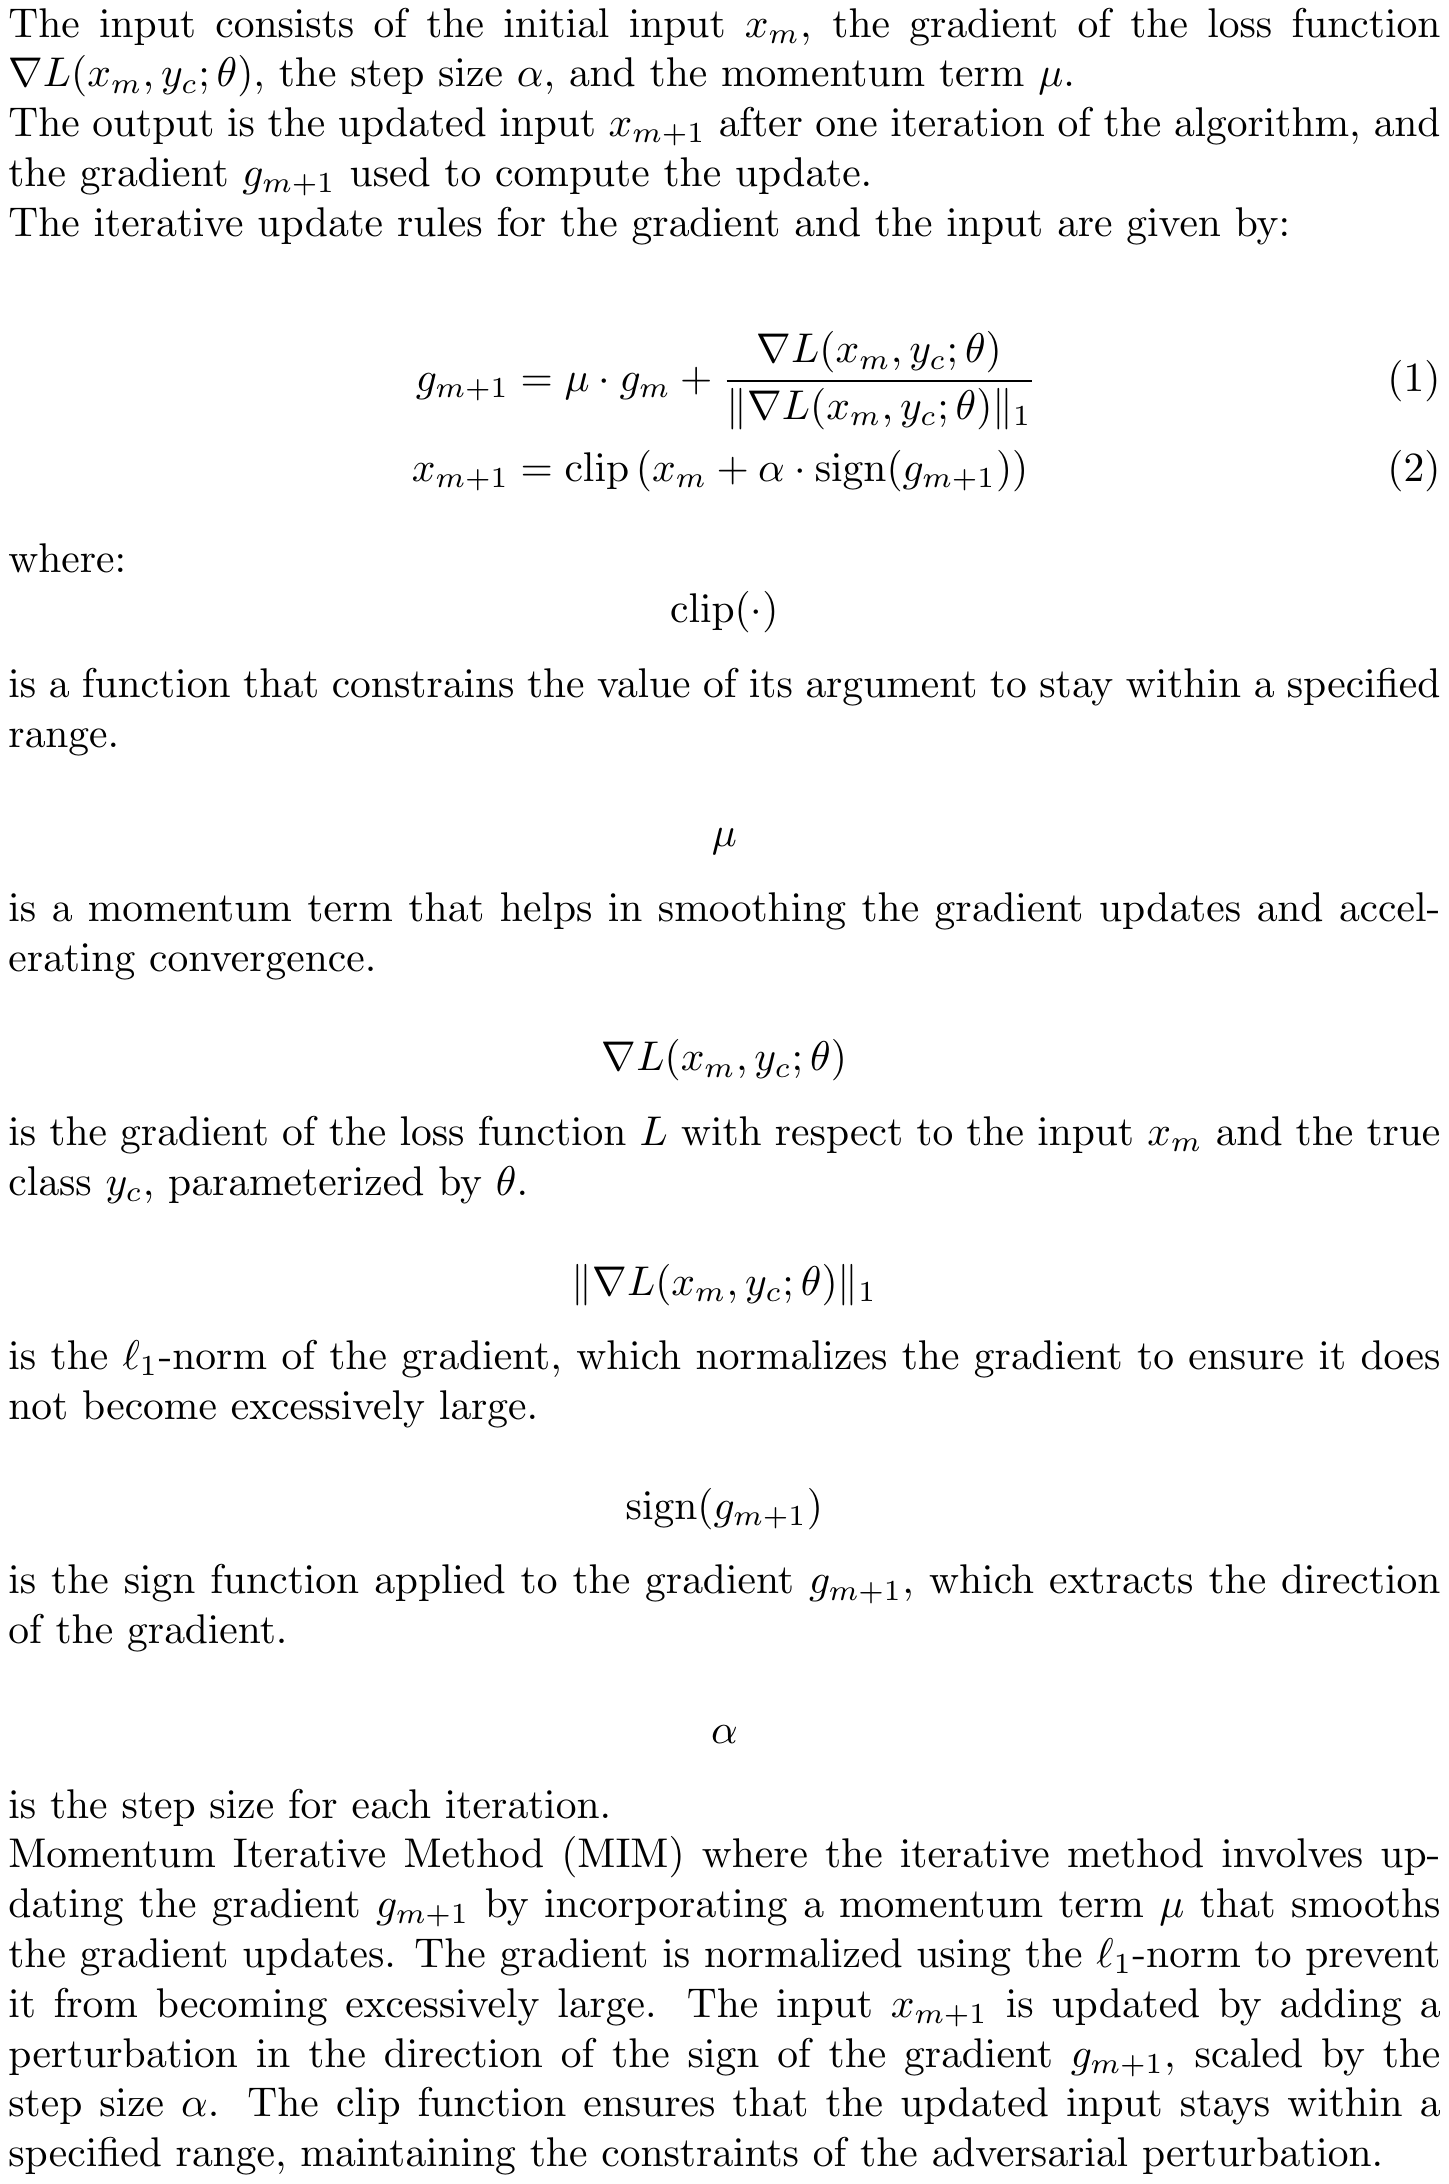 The input consists of the initial input $x_m$, the gradient of the loss function
$\nabla L(x_m, y_c; \theta)$, the step size $\alpha$, and the momentum term $\mu$.
The output is the updated input $x_{m+1}$ after one iteration of the algorithm, and
the gradient $g_{m+1}$ used to compute the update.
The iterative update rules for the gradient and the input are given by:
$g_{m+1} = \mu \cdot g_m + \frac{\nabla L(x_m, y_c; \theta)}{\|\nabla L(x_m, y_c; \theta)\|_1}$ (1)
$x_{m+1} = \text{clip}\left(x_m + \alpha \cdot \text{sign}(g_{m+1})\right)$ (2)
where:
$\text{clip}(\cdot)$
is a function that constrains the value of its argument to stay within a specified
range.
$\mu$
is a momentum term that helps in smoothing the gradient updates and accel-
erating convergence.
$\nabla L(x_m, y_c; \theta)$
is the gradient of the loss function $L$ with respect to the input $x_m$ and the true
class $y_c$, parameterized by $\theta$.
$\|\nabla L(x_m, y_c; \theta)\|_1$
is the $\ell_1$-norm of the gradient, which normalizes the gradient to ensure it does
not become excessively large.
$\text{sign}(g_{m+1})$
is the sign function applied to the gradient $g_{m+1}$, which extracts the direction
of the gradient.
$\alpha$
is the step size for each iteration.
Momentum Iterative Method (MIM) where the iterative method involves up-
dating the gradient $g_{m+1}$ by incorporating a momentum term $\mu$ that smooths
the gradient updates. The gradient is normalized using the $\ell_1$-norm to prevent
it from becoming excessively large. The input $x_{m+1}$ is updated by adding a
perturbation in the direction of the sign of the gradient $g_{m+1}$, scaled by the
step size $\alpha$. The clip function ensures that the updated input stays within a
specified range, maintaining the constraints of the adversarial perturbation.